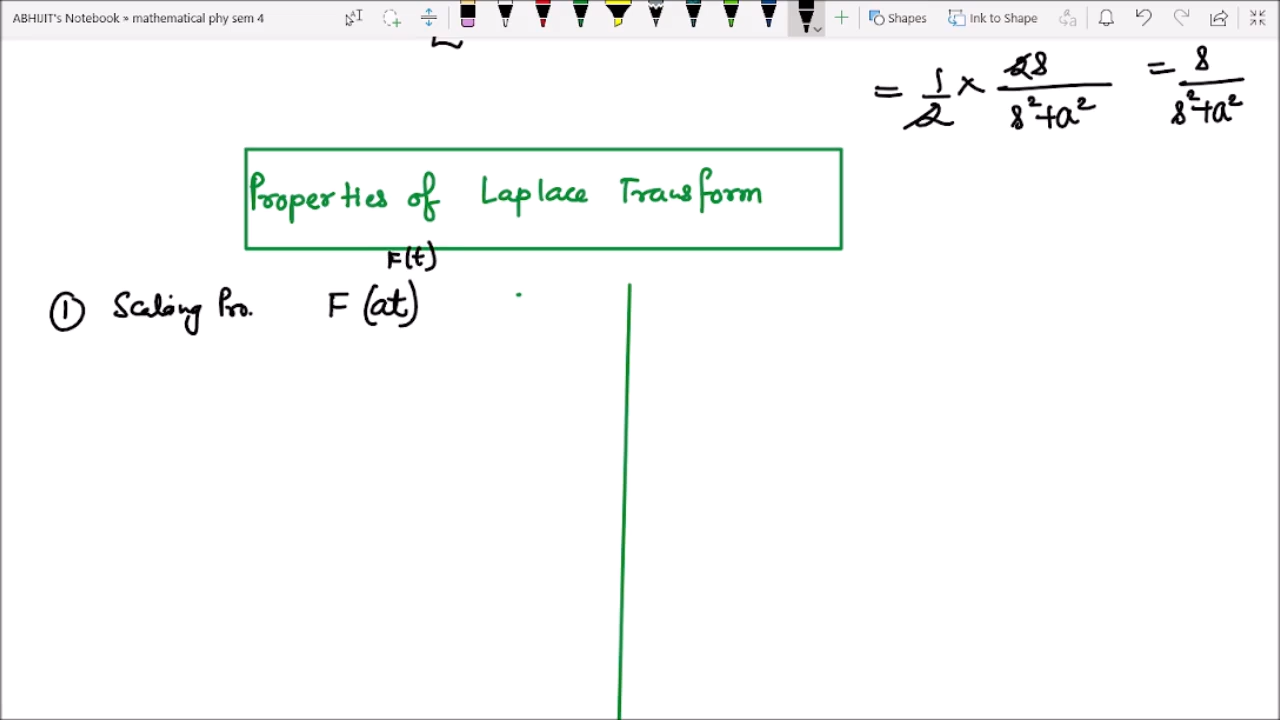 ABHIJIT's Notebook » mathematical phy sem 4
Shapes
Ink to Shape
= 1/2 × 2s/s²+a² = s/s²+a²
Properties of Laplace Transform
F(t)
① Scaling Pro. F (at)